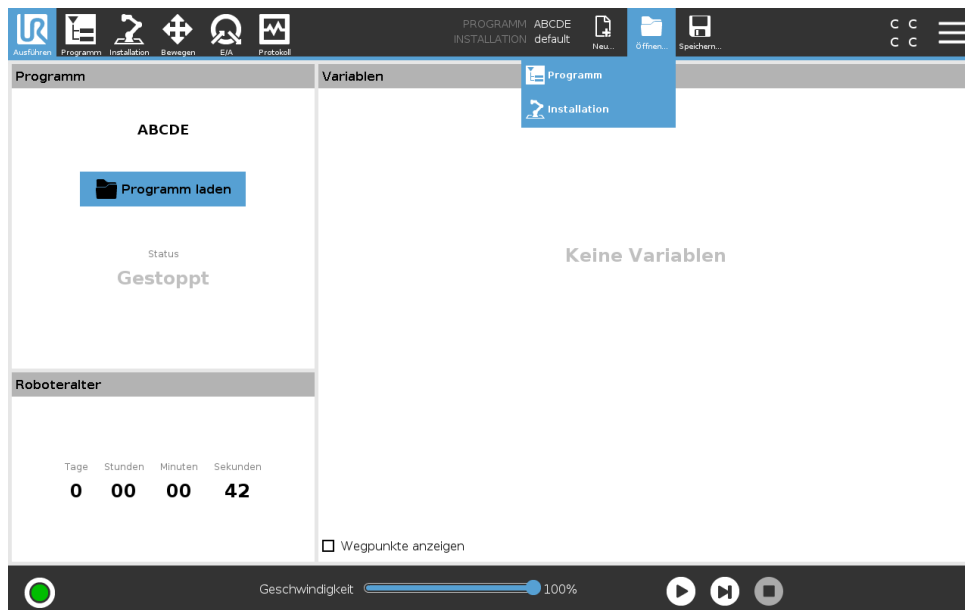 UR
Ausführen Programm Installation Bewegen E/A Protokoll
PROGRAMM ABCDE
INSTALLATION default
Neu... Öffnen... Speichern...
C C
C C
Programm
Installation
Programm
ABCDE
Programm laden
Status
Gestoppt
Variablen
Keine Variablen
Wegpunkte anzeigen
Roboteralter
Tage Stunden Minuten Sekunden
0 00 00 42
Geschwindigkeit 100%